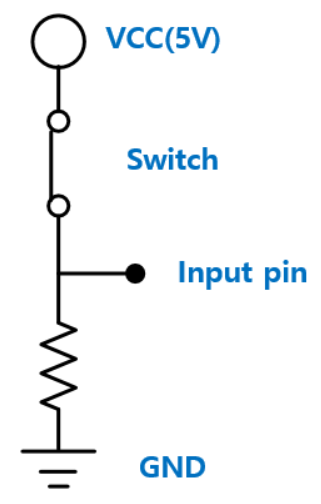 VCC(5V)
Switch
Input pin
GND